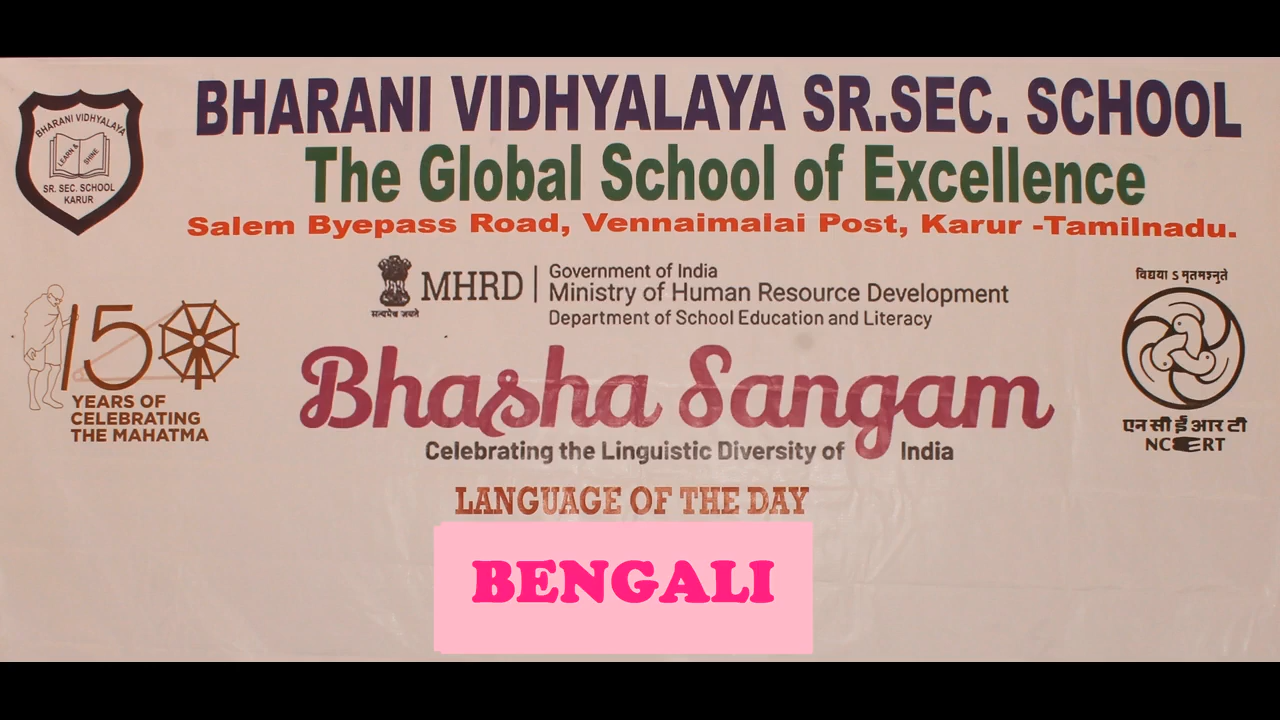 BHARANI VIDHYALAYA SR.SEC. SCHOOL
The Global School of Excellence
Salem Byepass Road, Vennaimalai Post, Karur -Tamilnadu.
BHARANI VIDHYALAYA
LEARN &
SHINE
SR. SEC. SCHOOL
KARUR
सत्यमेव जयते
MHRD
Government of India
Ministry of Human Resource Development
Department of School Education and Literacy
150
YEARS OF
CELEBRATING
THE MAHATMA
Bhasha Sangam
Celebrating the Linguistic Diversity of India
विद्यया ऽ मृतमश्नुते
एन सी ई आर टी
NCERT
LANGUAGE OF THE DAY
BENGALI